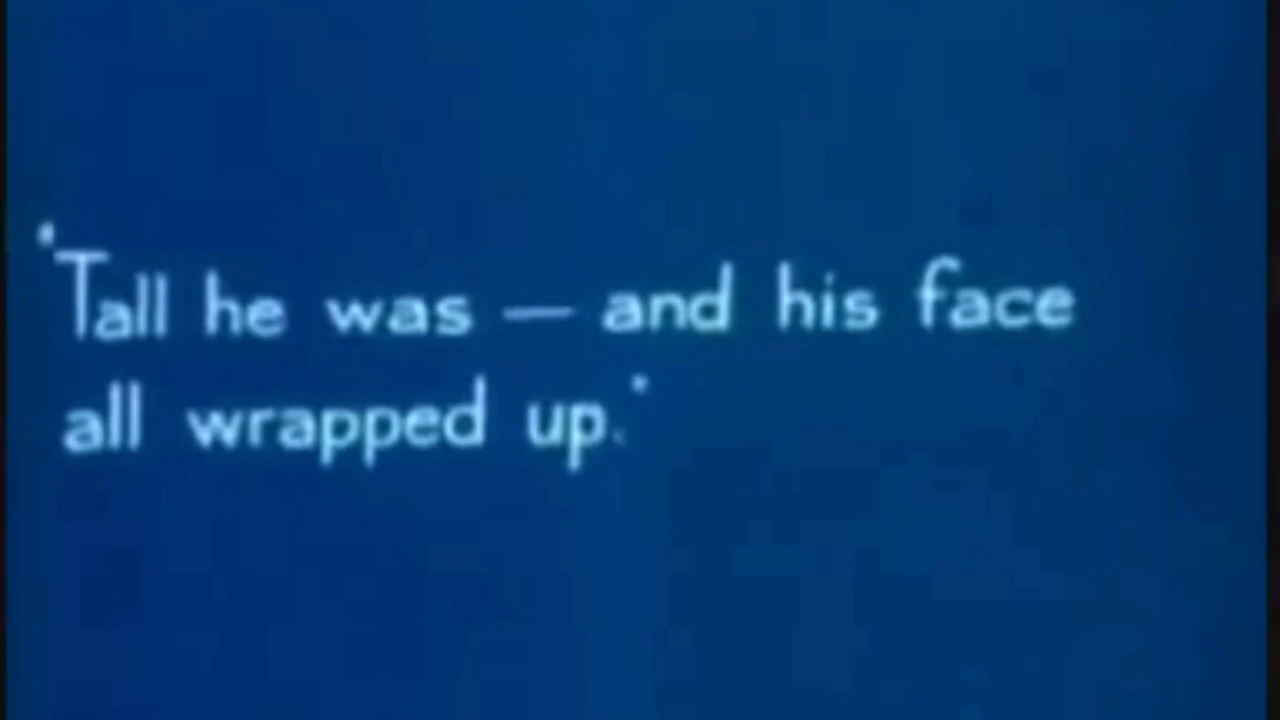 'Tall he was — and his face
all wrapped up.'